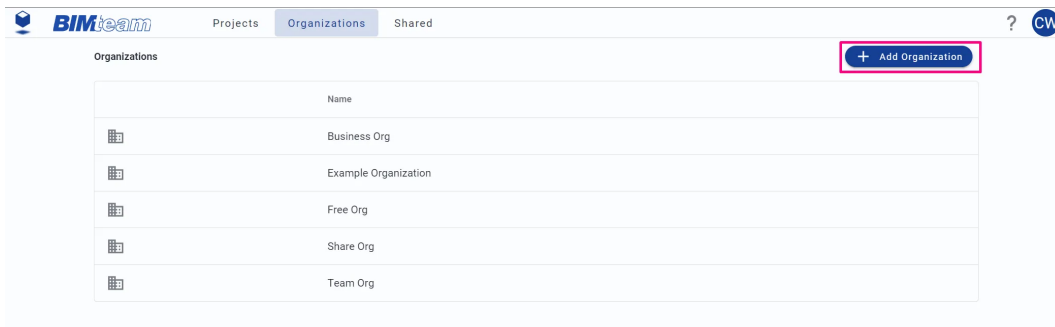 BIMteam Projects Organizations Shared ? CW
Organizations + Add Organization
Name
Business Org
Example Organization
Free Org
Share Org
Team Org